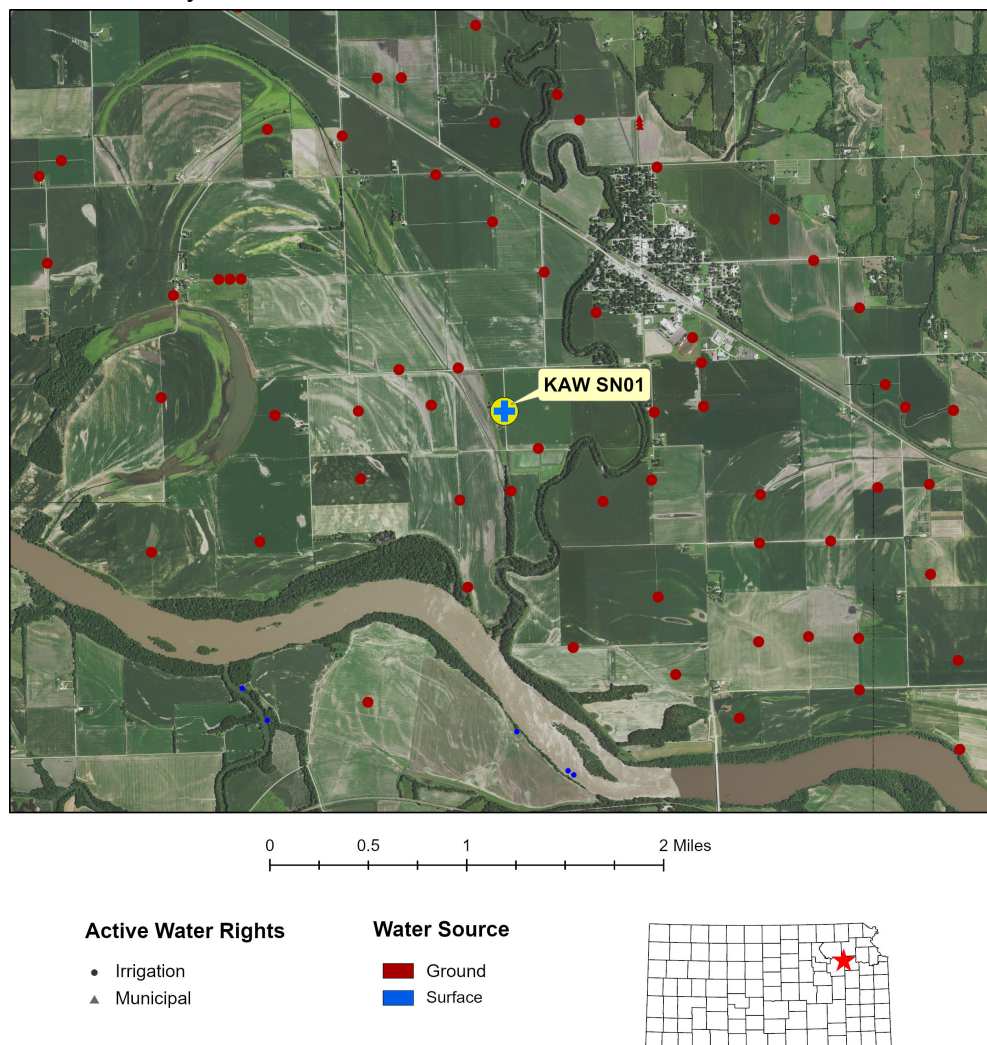 KAW SN01
0 0.5 1 2 Miles
Active Water Rights
Irrigation
Municipal
Water Source
Ground
Surface